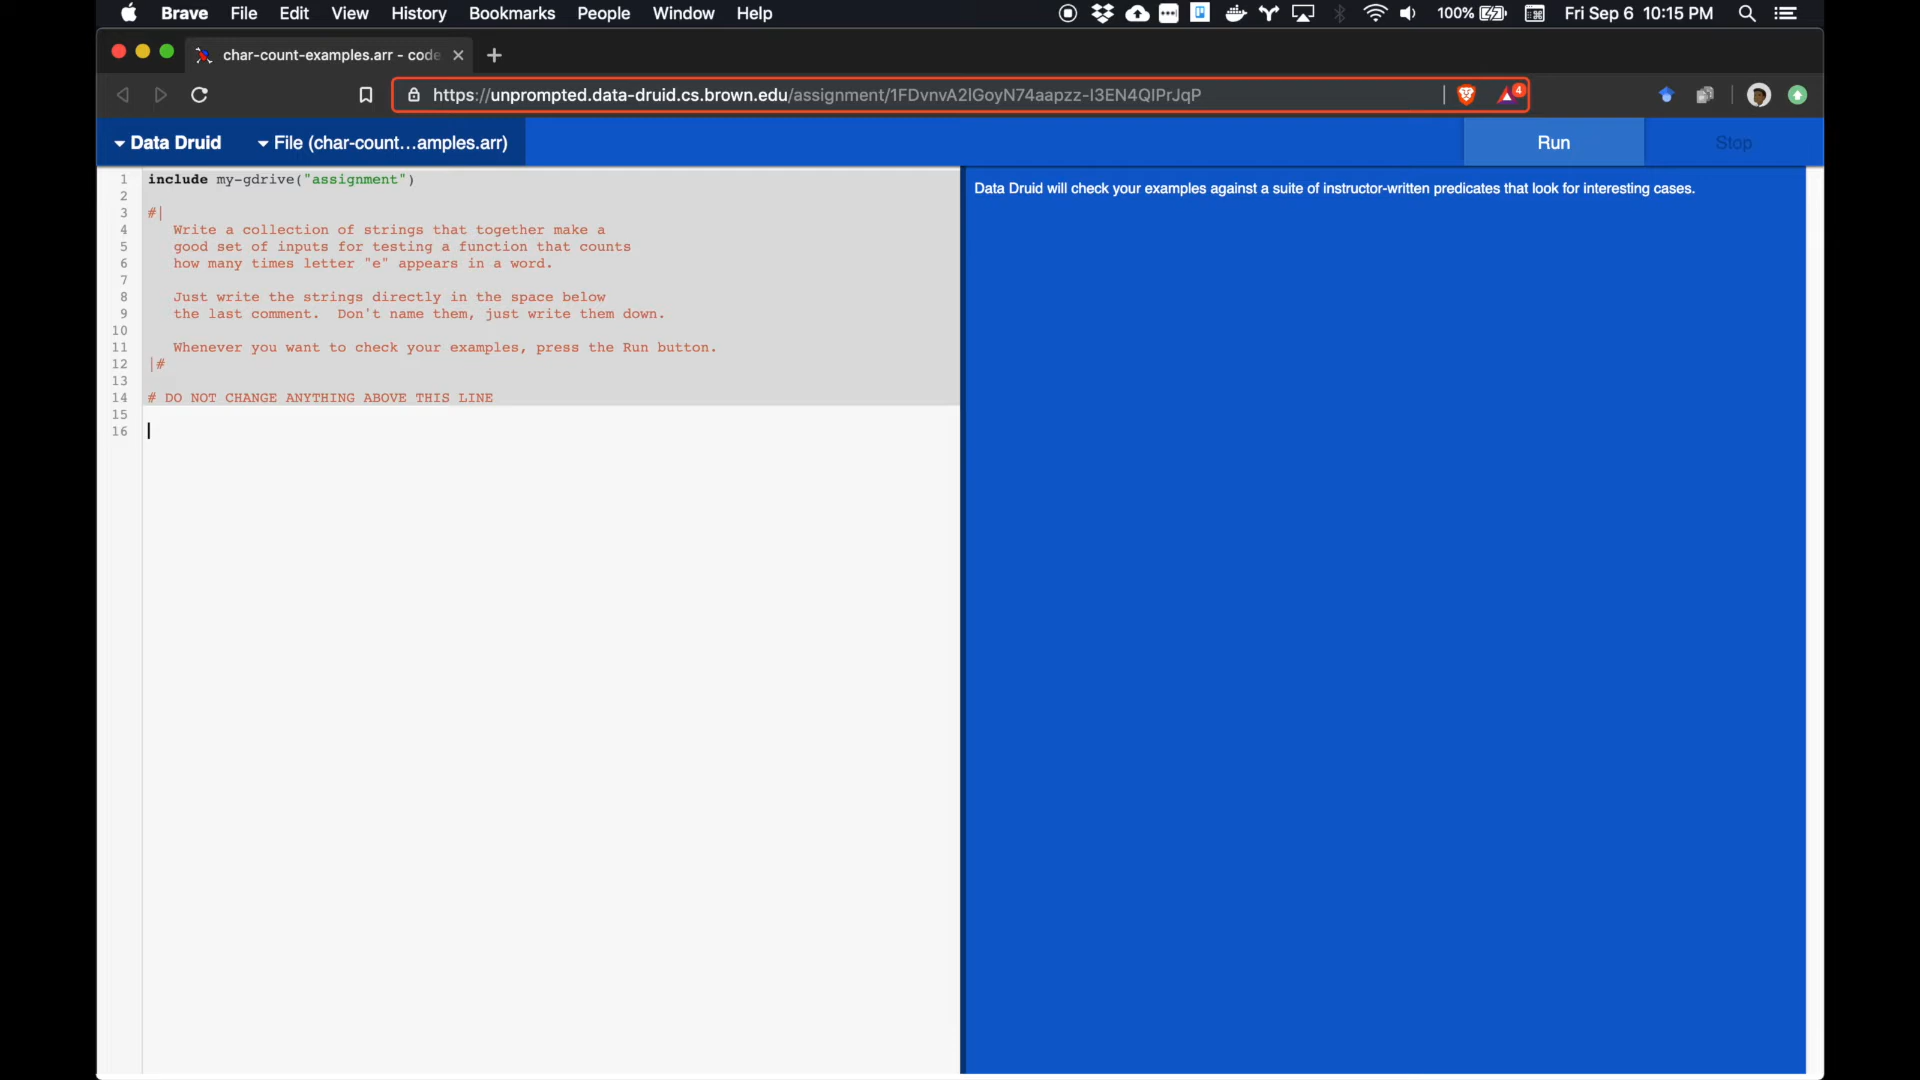 Brave File Edit View History Bookmarks People Window Help 100% Fri Sep 6 10:15 PM
char-count-examples.arr - code
https://unprompted.data-druid.cs.brown.edu/assignment/1FDvnvA2lGoyN74aapzz-I3EN4QIPrJqP 4
Data Druid File (char-count...amples.arr) Run Stop
1 include my-gdrive("assignment")
2
3 #|
4 Write a collection of strings that together make a
5 good set of inputs for testing a function that counts
6 how many times letter "e" appears in a word.
7
8 Just write the strings directly in the space below
9 the last comment. Don't name them, just write them down.
10
11 Whenever you want to check your examples, press the Run button.
12 |#
13
14 # DO NOT CHANGE ANYTHING ABOVE THIS LINE
15
16
Data Druid will check your examples against a suite of instructor-written predicates that look for interesting cases.